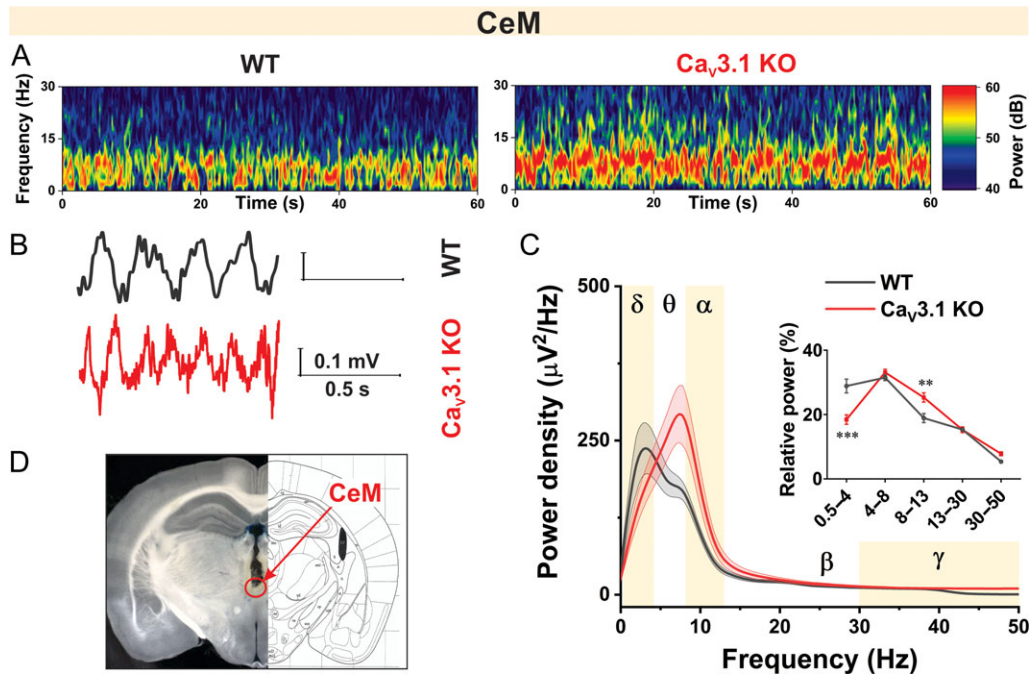 CeM
A
WT
Caᵥ3.1 KO
Frequency (Hz)
30
15
0
0
20
40
60
Time (s)
30
15
0
0
20
40
60
Time (s)
60
50
40
Power (dB)
B
WT
Caᵥ3.1 KO
0.1 mV
0.5 s
C
Power density (µV²/Hz)
500
250
0
δ
θ
α
β
γ
0
10
20
30
40
50
Frequency (Hz)
WT
Caᵥ3.1 KO
Relative power (%)
40
20
0
***
**
0.5–4
4–8
8–13
13–30
30–50
D
CeM